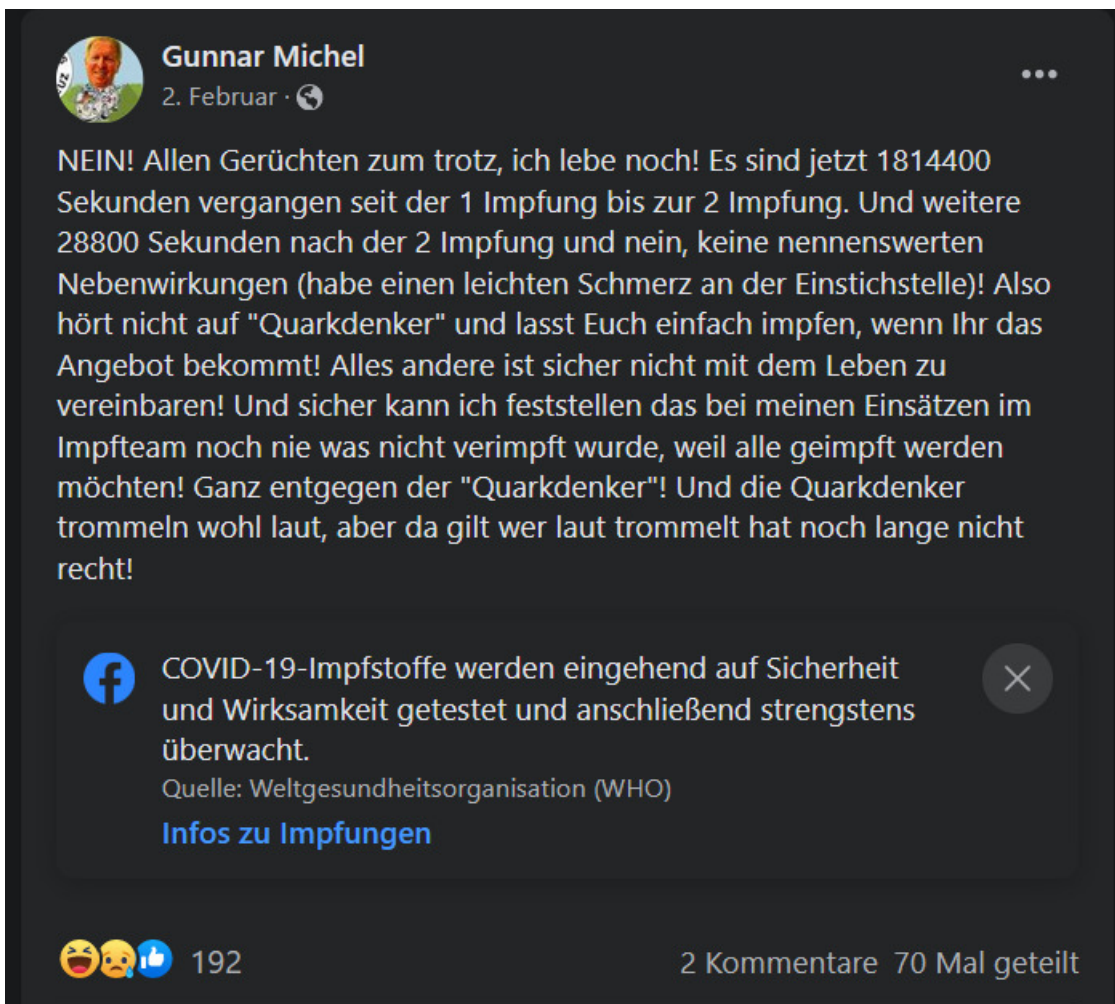 Gunnar Michel
2. Februar ·
NEIN! Allen Gerüchten zum trotz, ich lebe noch! Es sind jetzt 1814400
Sekunden vergangen seit der 1 Impfung bis zur 2 Impfung. Und weitere
28800 Sekunden nach der 2 Impfung und nein, keine nennenswerten
Nebenwirkungen (habe einen leichten Schmerz an der Einstichstelle)! Also
hört nicht auf "Quarkdenker" und lasst Euch einfach impfen, wenn Ihr das
Angebot bekommt! Alles andere ist sicher nicht mit dem Leben zu
vereinbaren! Und sicher kann ich feststellen das bei meinen Einsätzen im
Impfteam noch nie was nicht verimpft wurde, weil alle geimpft werden
möchten! Ganz entgegen der "Quarkdenker"! Und die Quarkdenker
trommeln wohl laut, aber da gilt wer laut trommelt hat noch lange nicht
recht!
COVID-19-Impfstoffe werden eingehend auf Sicherheit
und Wirksamkeit getestet und anschließend strengstens
überwacht.
Quelle: Weltgesundheitsorganisation (WHO)
Infos zu Impfungen
192
2 Kommentare 70 Mal geteilt